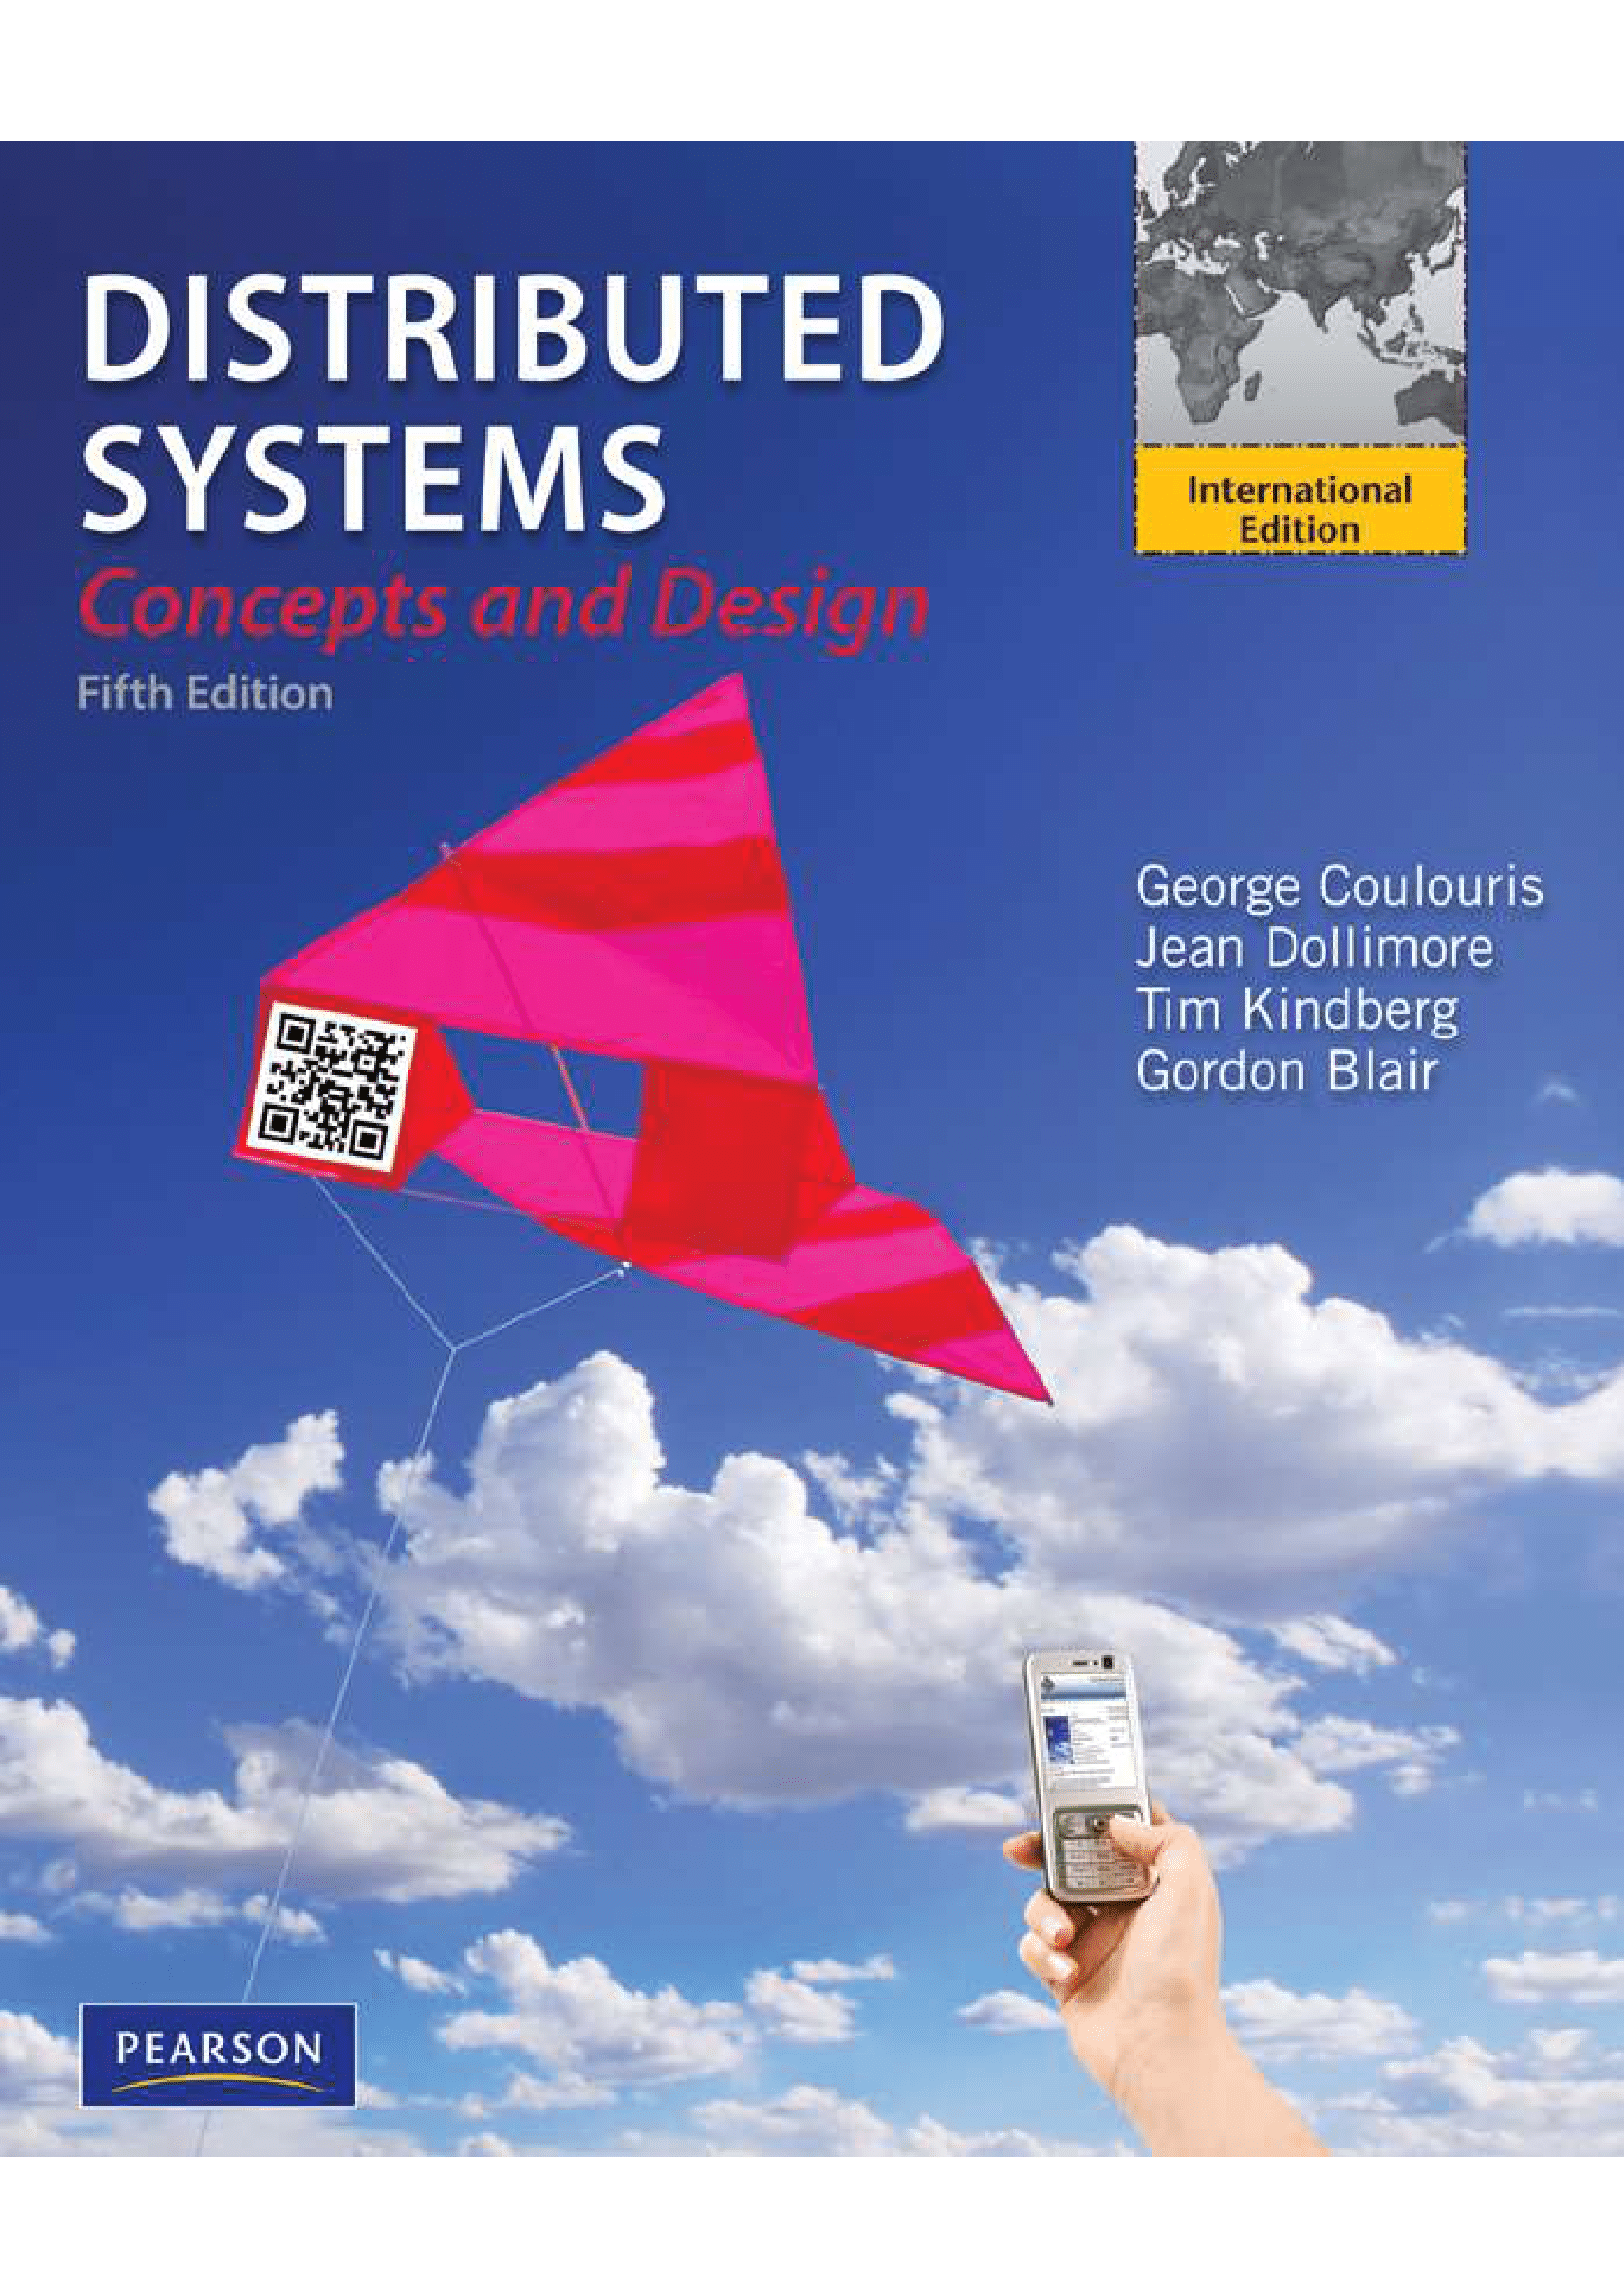 DISTRIBUTED
SYSTEMS
Concepts and Design
Fifth Edition
International
Edition
George Coulouris
Jean Dollimore
Tim Kindberg
Gordon Blair
PEARSON